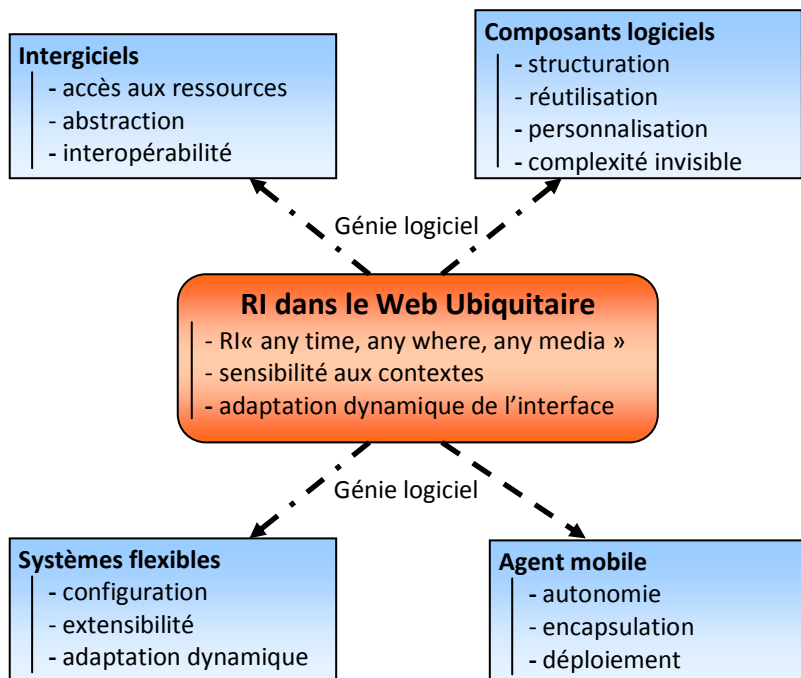 Intergiciels
- accès aux ressources
- abstraction
- interopérabilité
Composants logiciels
- structuration
- réutilisation
- personnalisation
- complexité invisible
Génie logiciel
RI dans le Web Ubiquitaire
- RI« any time, any where, any media »
- sensibilité aux contextes
- adaptation dynamique de l’interface
Génie logiciel
Systèmes flexibles
- configuration
- extensibilité
- adaptation dynamique
Agent mobile
- autonomie
- encapsulation
- déploiement